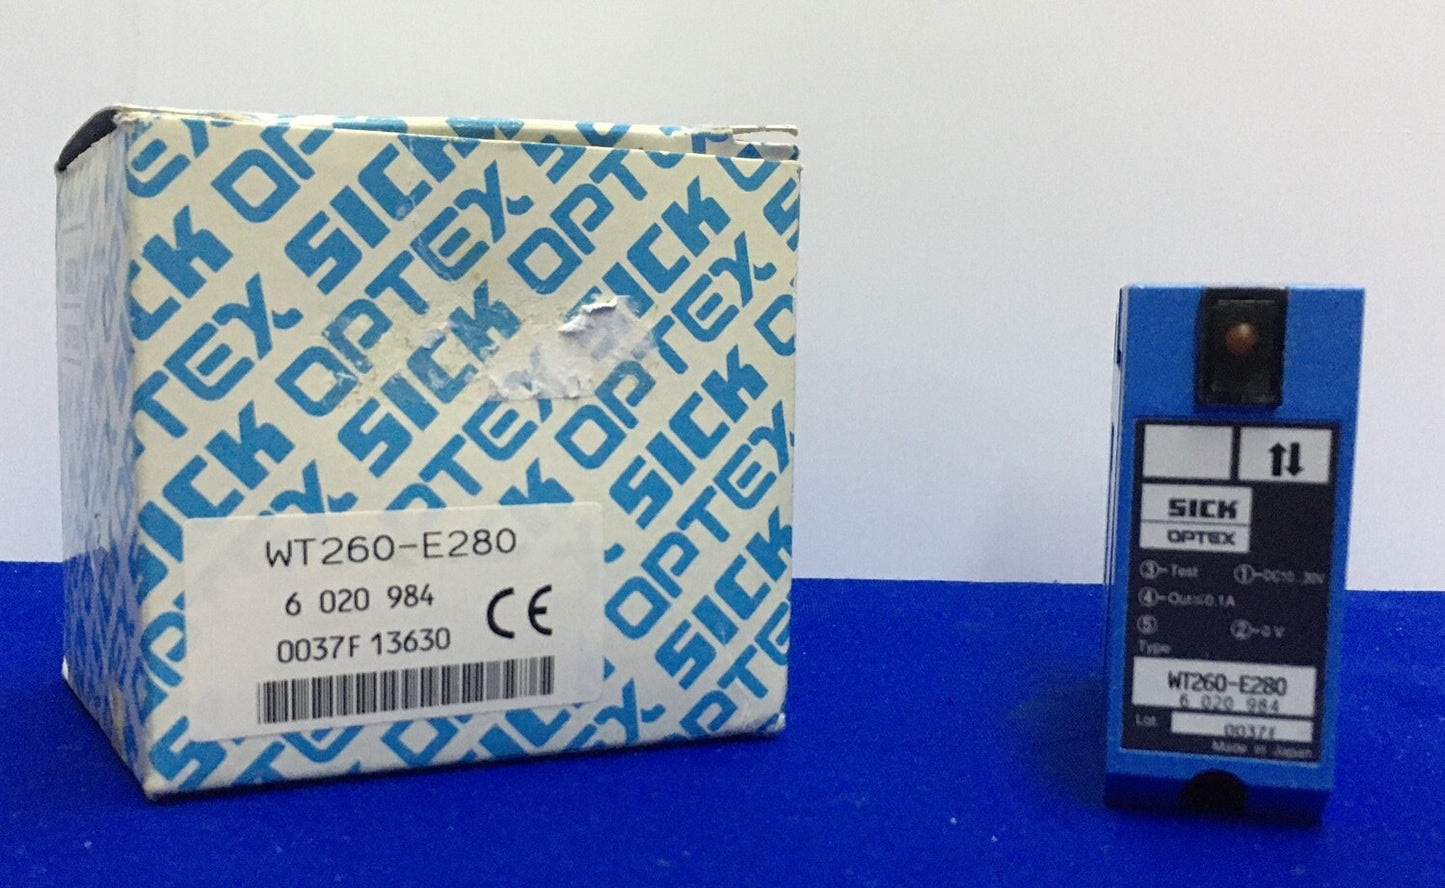 SICK OPTEX
WT260-E280
6 020 984
0037F 13630
CE
SICK
OPTEX
③-Test ①-DC10...30V
④-Out≤0.1A
⑤ ②-0V
Type
WT260-E280
6 020 984
Lot. 0037F
Made in Japan